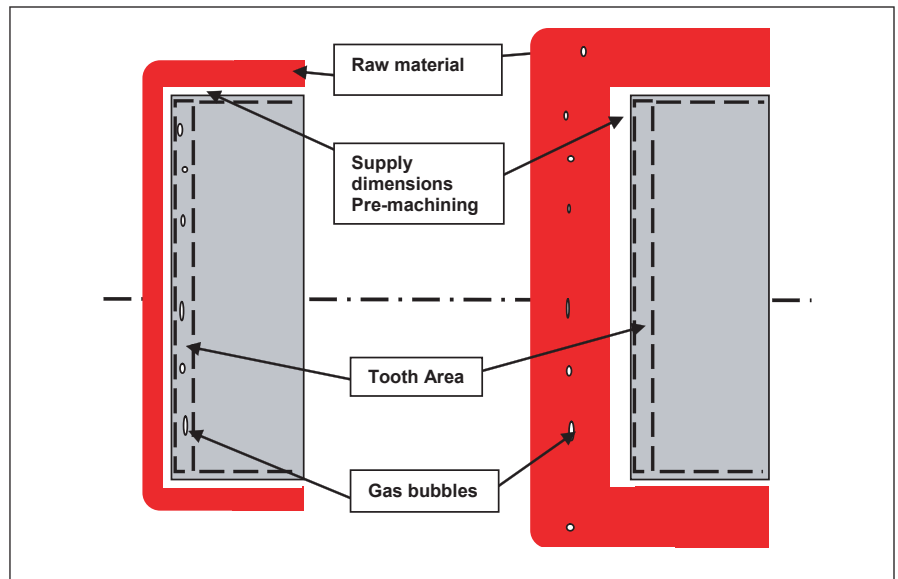 Raw material
Supply
dimensions
Pre-machining
Tooth Area
Gas bubbles